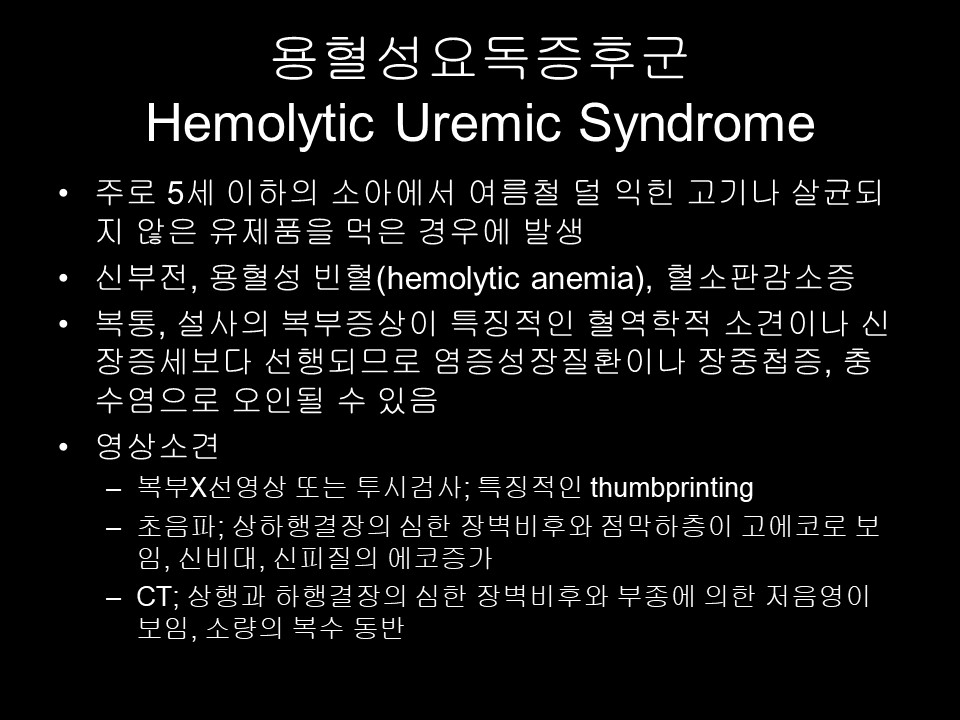 용혈성요독증후군
Hemolytic Uremic Syndrome
• 주로 5세 이하의 소아에서 여름철 덜 익힌 고기나 살균되
지 않은 유제품을 먹은 경우에 발생
• 신부전, 용혈성 빈혈(hemolytic anemia), 혈소판감소증
• 복통, 설사의 복부증상이 특징적인 혈역학적 소견이나 신
장증세보다 선행되므로 염증성장질환이나 장중첩증, 충
수염으로 오인될 수 있음
• 영상소견
– 복부X선영상 또는 투시검사; 특징적인 thumbprinting
– 초음파; 상하행결장의 심한 장벽비후와 점막하층이 고에코로 보
임, 신비대, 신피질의 에코증가
– CT; 상행과 하행결장의 심한 장벽비후와 부종에 의한 저음영이
보임, 소량의 복수 동반